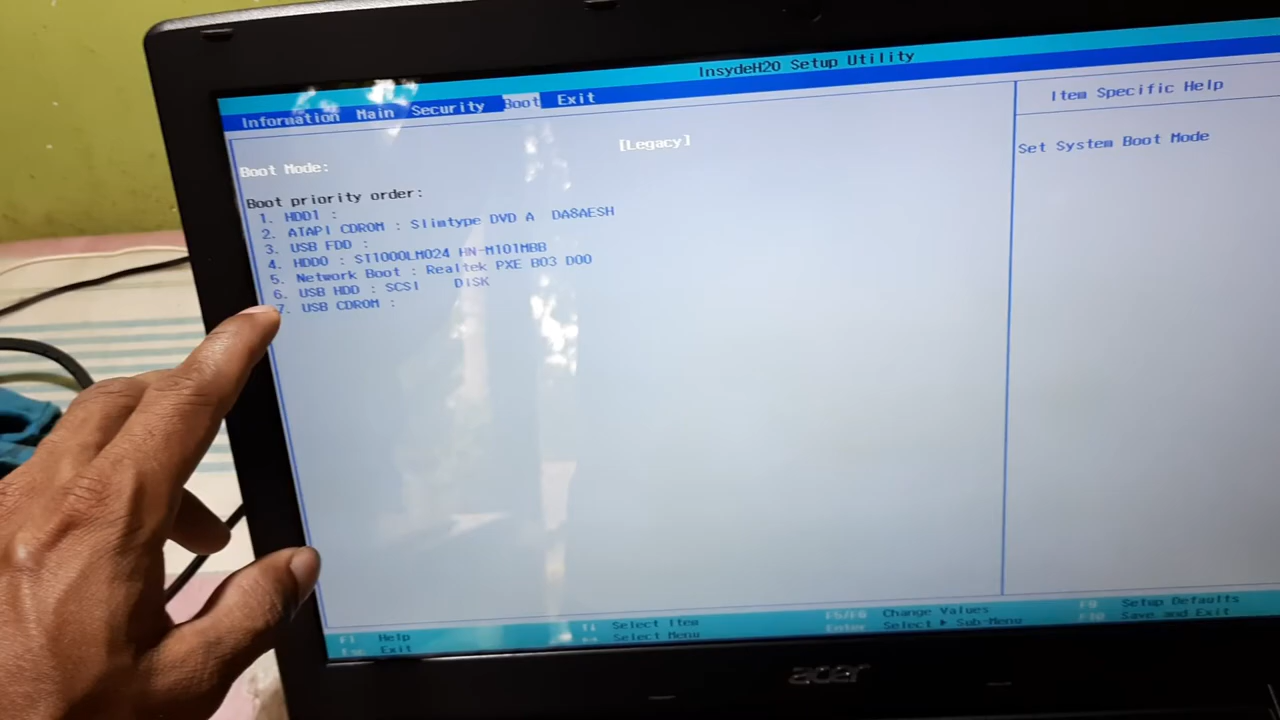 InsydeH20 Setup Utility
Information Main Security Boot Exit
Item Specific Help
Boot Mode: [Legacy]
Set System Boot Mode
Boot priority order:
1. HDD1 :
2. ATAPI CDROM : Slimtype DVD A DA8AESH
3. USB FDD :
4. HDD0 : ST1000LM024 HN-M101MBB
5. Network Boot : Realtek PXE B03 D00
6. USB HDD : SCSI DISK
7. USB CDROM :
F1 Help ↑↓ Select Item F5/F6 Change Values F9 Setup Defaults
Esc Exit ←→ Select Menu Enter Select ▶ Sub-Menu F10 Save and Exit
acer